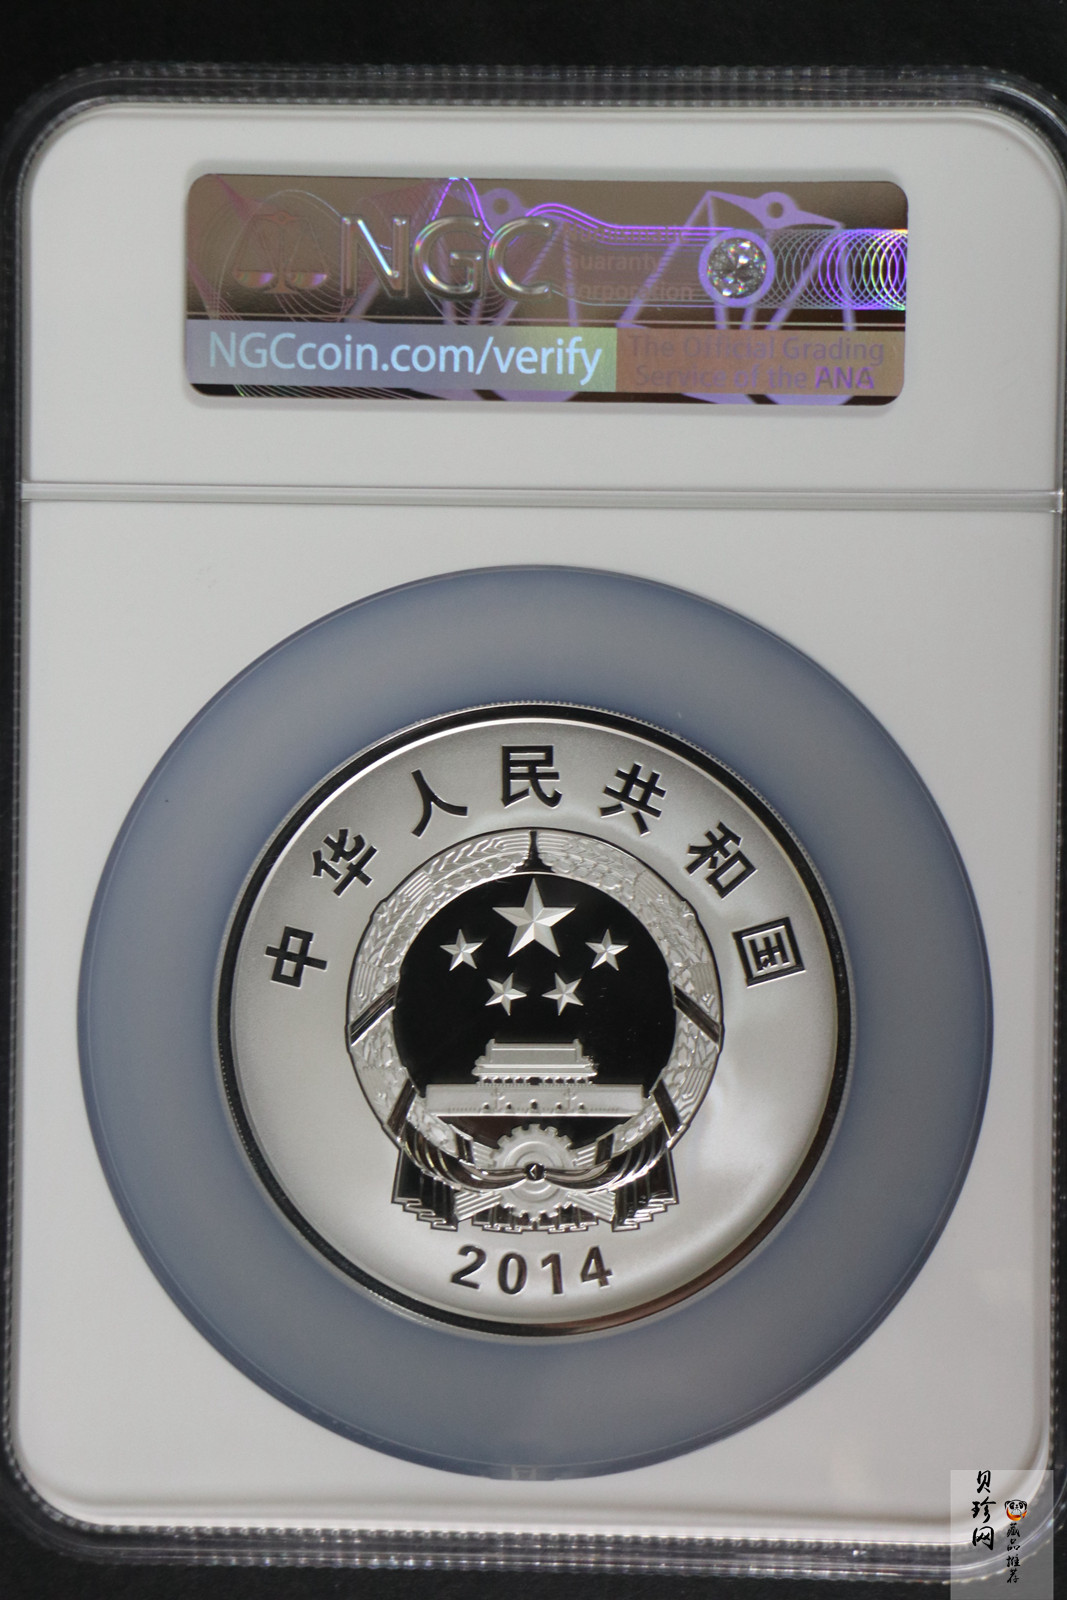 NGC
Guaranty
Corporation
NGCcoin.com/verify
The Official Grading
Service of the ANA
中华人民共和国
2014
贝珍网
藏品推荐